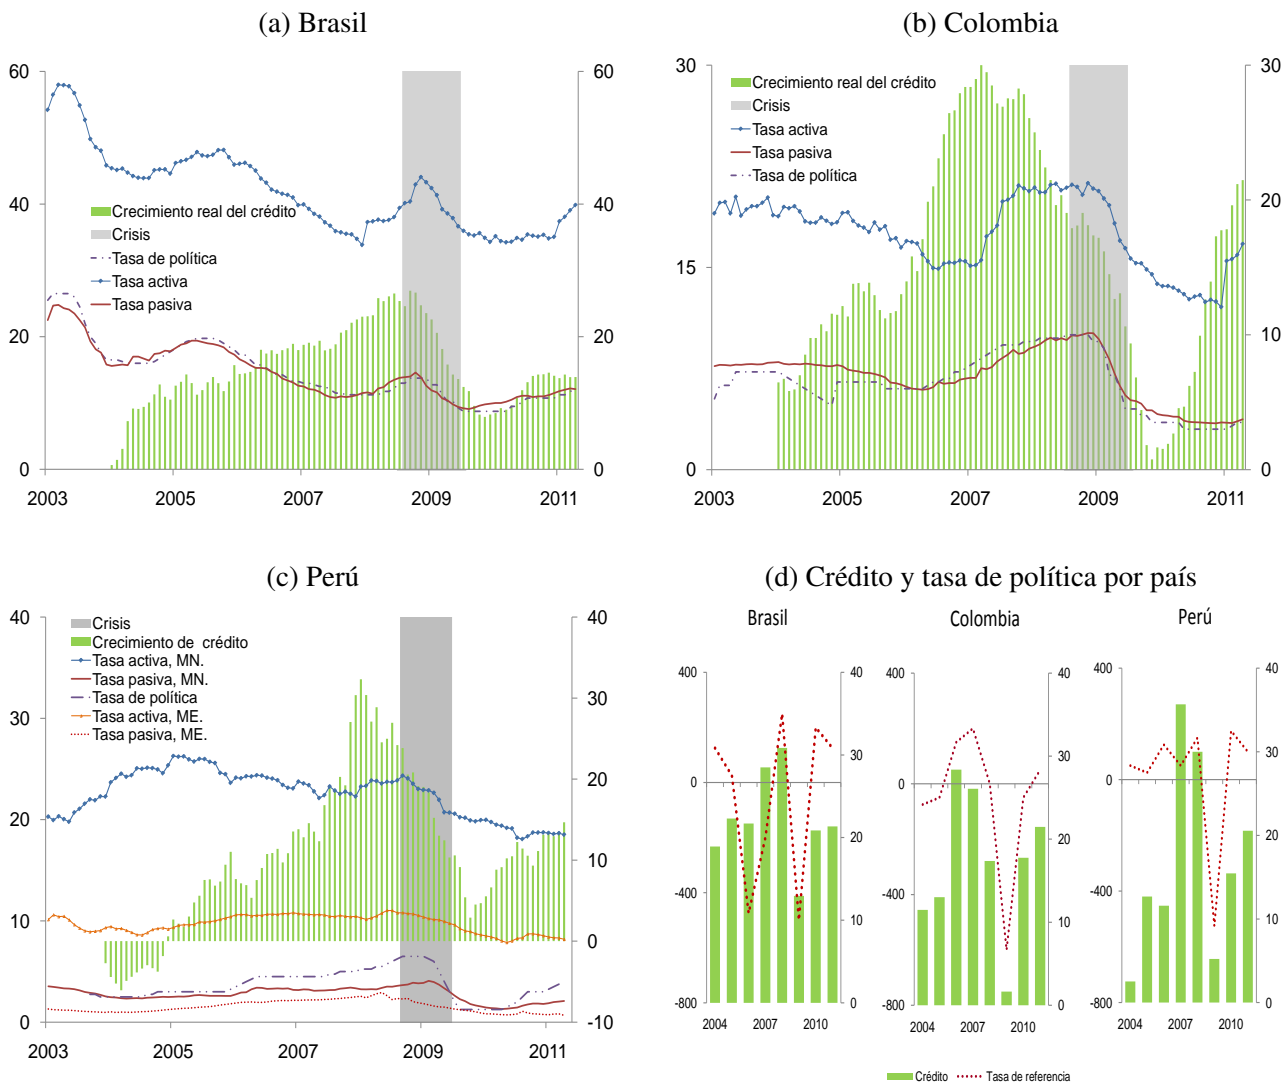 (a) Brasil
60
40
20
0
60
40
20
0
Crecimiento real del crédito
Crisis
Tasa de política
Tasa activa
Tasa pasiva
2003 2005 2007 2009 2011
(b) Colombia
30
15
0
30
20
10
0
Crecimiento real del crédito
Crisis
Tasa activa
Tasa pasiva
Tasa de política
2003 2005 2007 2009 2011
(c) Perú
40
30
20
10
0
40
30
20
10
0
-10
Crisis
Crecimiento de crédito
Tasa activa, MN.
Tasa pasiva, MN.
Tasa de política
Tasa activa, ME.
Tasa pasiva, ME.
2003 2005 2007 2009 2011
(d) Crédito y tasa de política por país
Brasil
400
0
-400
-800
40
30
20
10
0
2004 2007 2010
Colombia
400
0
-400
-800
40
30
20
10
0
2004 2007 2010
Perú
400
0
-400
-800
40
30
20
10
0
2004 2007 2010
Crédito Tasa de referencia